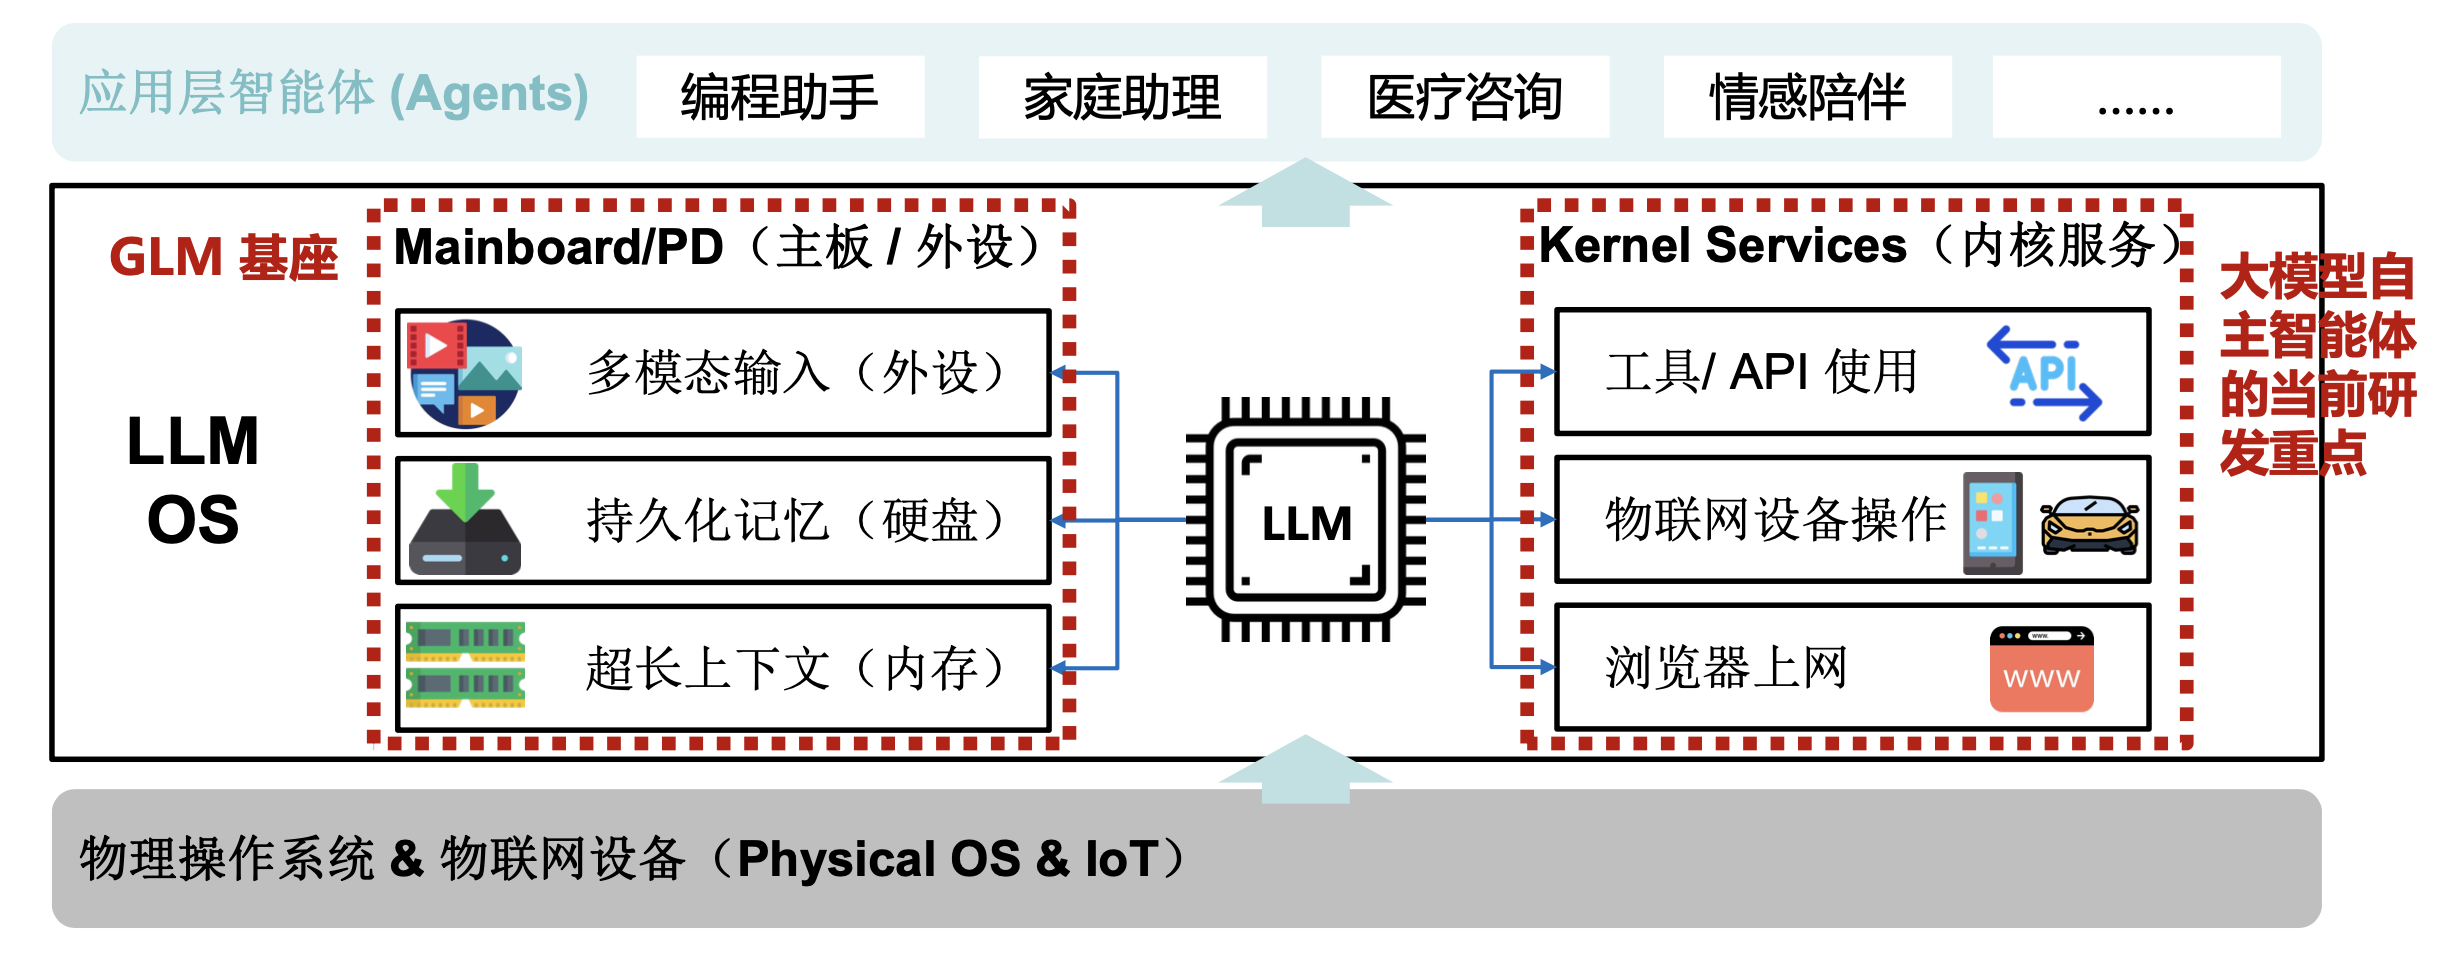 应用层智能体 (Agents)
编程助手
家庭助理
医疗咨询
情感陪伴
......
GLM 基座
LLM
OS
Mainboard/PD（主板 / 外设）
多模态输入（外设）
持久化记忆（硬盘）
超长上下文（内存）
LLM
Kernel Services（内核服务）
工具/ API 使用
API
物联网设备操作
浏览器上网
www.
www
大模型自
主智能体
的当前研
发重点
物理操作系统 & 物联网设备（Physical OS & IoT）